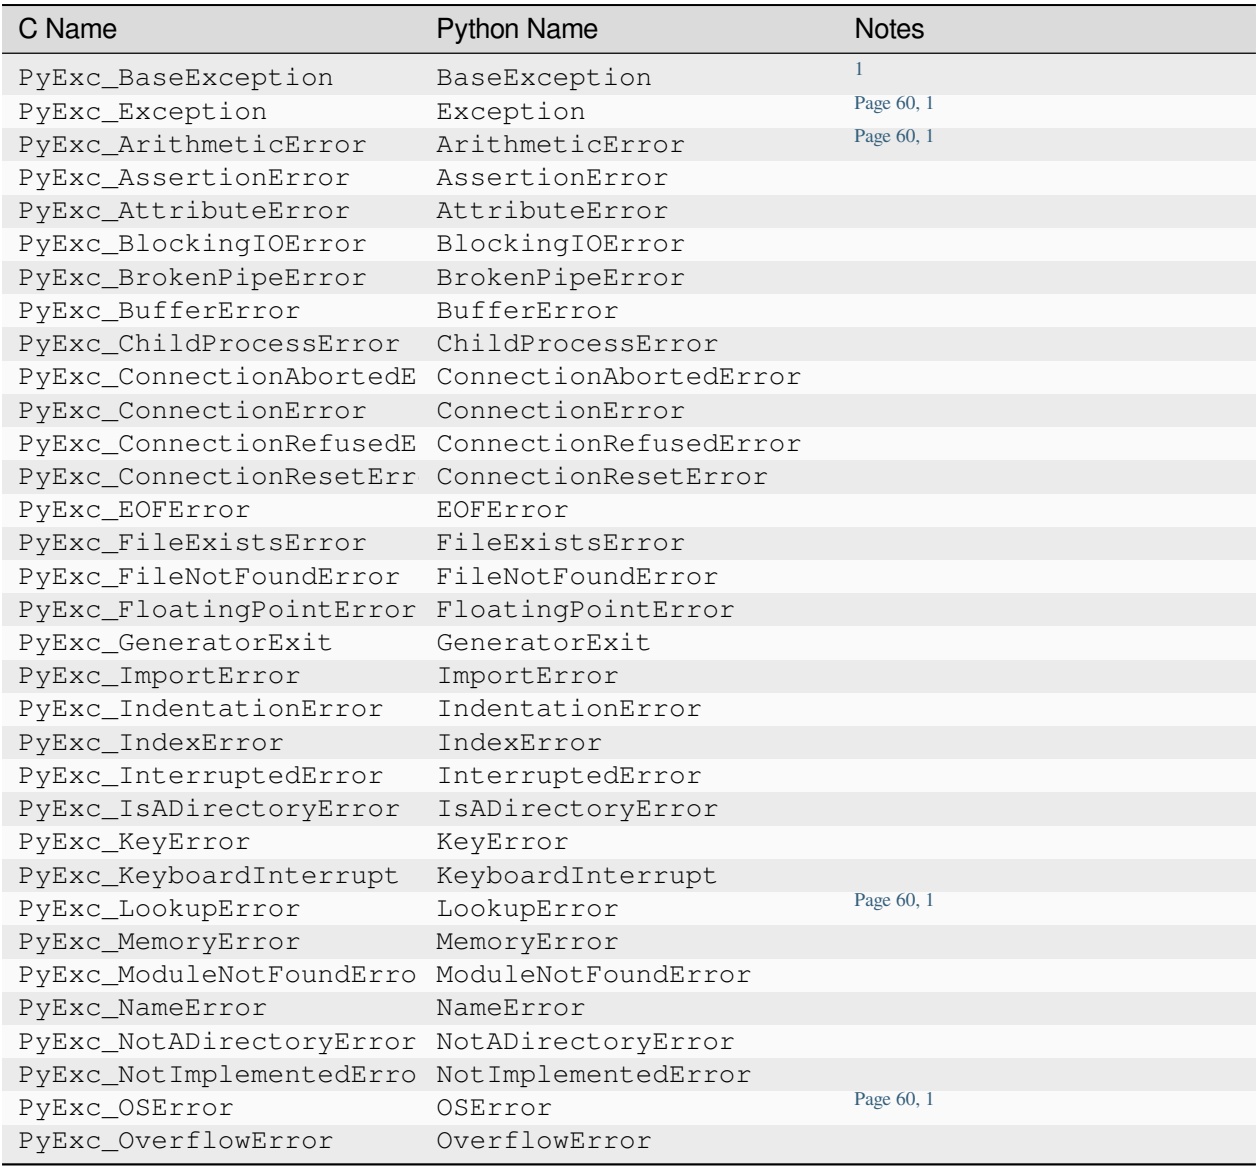 C Name Python Name Notes
PyExc_BaseException BaseException 1
PyExc_Exception Exception Page 60, 1
PyExc_ArithmeticError ArithmeticError Page 60, 1
PyExc_AssertionError AssertionError
PyExc_AttributeError AttributeError
PyExc_BlockingIOError BlockingIOError
PyExc_BrokenPipeError BrokenPipeError
PyExc_BufferError BufferError
PyExc_ChildProcessError ChildProcessError
PyExc_ConnectionAbortedE ConnectionAbortedError
PyExc_ConnectionError ConnectionError
PyExc_ConnectionRefusedE ConnectionRefusedError
PyExc_ConnectionResetErr ConnectionResetError
PyExc_EOFError EOFError
PyExc_FileExistsError FileExistsError
PyExc_FileNotFoundError FileNotFoundError
PyExc_FloatingPointError FloatingPointError
PyExc_GeneratorExit GeneratorExit
PyExc_ImportError ImportError
PyExc_IndentationError IndentationError
PyExc_IndexError IndexError
PyExc_InterruptedError InterruptedError
PyExc_IsADirectoryError IsADirectoryError
PyExc_KeyError KeyError
PyExc_KeyboardInterrupt KeyboardInterrupt
PyExc_LookupError LookupError Page 60, 1
PyExc_MemoryError MemoryError
PyExc_ModuleNotFoundErro ModuleNotFoundError
PyExc_NameError NameError
PyExc_NotADirectoryError NotADirectoryError
PyExc_NotImplementedErro NotImplementedError
PyExc_OSError OSError Page 60, 1
PyExc_OverflowError OverflowError